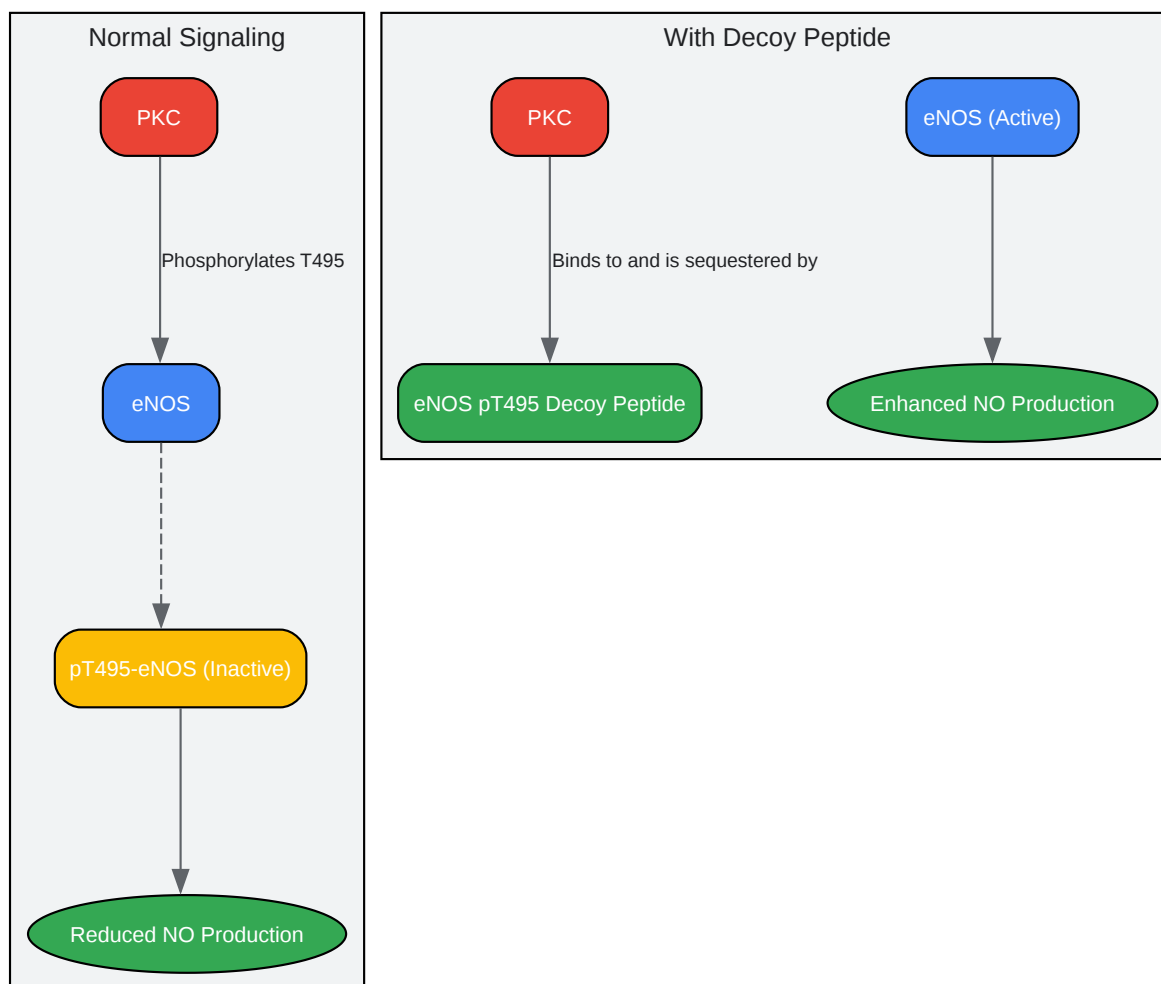 Normal Signaling
PKC
Phosphorylates T495
eNOS
pT495-eNOS (Inactive)
Reduced NO Production
With Decoy Peptide
PKC
Binds to and is sequestered by
eNOS pT495 Decoy Peptide
eNOS (Active)
Enhanced NO Production